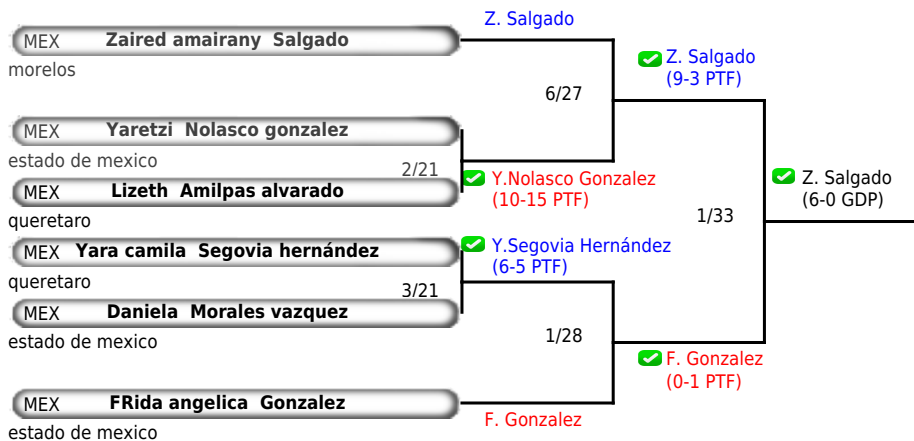 Z. Salgado
MEX Zaired amairany Salgado
morelos
Z. Salgado
(9-3 PTF)
6/27
MEX Yaretzi Nolasco gonzalez
estado de mexico
2/21
Y.Nolasco Gonzalez
(10-15 PTF)
MEX Lizeth Amilpas alvarado
queretaro
Z. Salgado
(6-0 GDP)
1/33
MEX Yara camila Segovia hernández
queretaro
Y.Segovia Hernández
(6-5 PTF)
3/21
MEX Daniela Morales vazquez
estado de mexico
1/28
F. Gonzalez
(0-1 PTF)
MEX FRida angelica Gonzalez
estado de mexico
F. Gonzalez